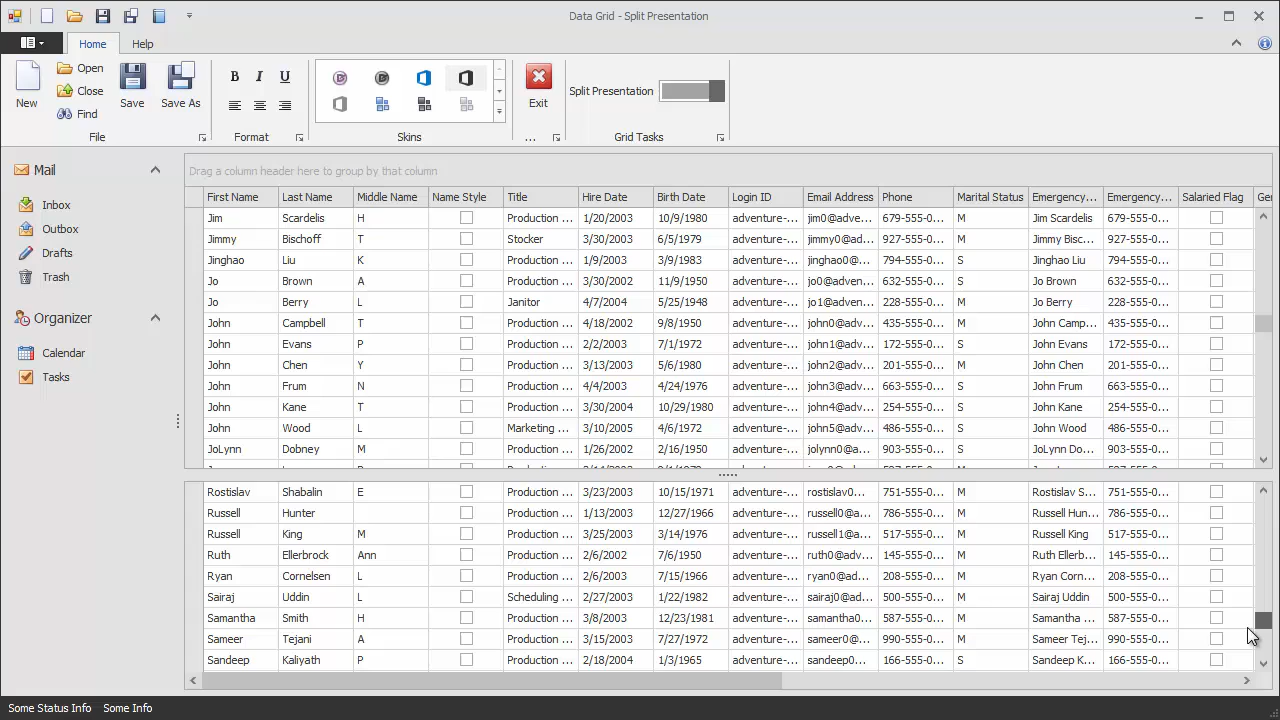 Data Grid - Split Presentation
Home Help
New Open Close Find Save Save As
B I U
Exit
Split Presentation
File Format Skins ... Grid Tasks
Mail
Inbox
Outbox
Drafts
Trash
Organizer
Calendar
Tasks
Drag a column header here to group by that column
First Name Last Name Middle Name Name Style Title Hire Date Birth Date Login ID Email Address Phone Marital Status Emergency... Emergency... Salaried Flag Ge
Jim Scardelis H Production ... 1/20/2003 10/9/1980 adventure-... jim0@adve... 679-555-0... M Jim Scardelis 679-555-0...
Jimmy Bischoff T Stocker 3/30/2003 6/5/1979 adventure-... jimmy0@ad... 927-555-0... M Jimmy Bisc... 927-555-0...
Jinghao Liu K Production ... 1/9/2003 3/9/1983 adventure-... jinghao0@... 794-555-0... S Jinghao Liu 794-555-0...
Jo Brown A Production ... 3/30/2002 11/9/1950 adventure-... jo0@adven... 632-555-0... S Jo Brown 632-555-0...
Jo Berry L Janitor 4/7/2004 5/25/1948 adventure-... jo1@adven... 228-555-0... M Jo Berry 228-555-0...
John Campbell T Production ... 4/18/2002 9/8/1950 adventure-... john0@adv... 435-555-0... M John Camp... 435-555-0...
John Evans P Production ... 2/2/2003 7/1/1972 adventure-... john1@adv... 172-555-0... S John Evans 172-555-0...
John Chen Y Production ... 3/13/2003 5/6/1980 adventure-... john2@adv... 201-555-0... M John Chen 201-555-0...
John Frum N Production ... 4/4/2003 4/24/1976 adventure-... john3@adv... 663-555-0... S John Frum 663-555-0...
John Kane T Production ... 3/30/2004 10/29/1980 adventure-... john4@adv... 254-555-0... S John Kane 254-555-0...
John Wood L Marketing ... 3/10/2005 4/6/1972 adventure-... john5@adv... 486-555-0... S John Wood 486-555-0...
JoLynn Dobney M Production ... 1/26/2002 2/16/1950 adventure-... jolynn0@a... 903-555-0... S JoLynn Do... 903-555-0...
Rostislav Shabalin E Production ... 3/23/2003 10/15/1971 adventure-... rostislav0... 751-555-0... M Rostislav S... 751-555-0...
Russell Hunter Production ... 1/13/2003 12/27/1966 adventure-... russell0@a... 786-555-0... M Russell Hun... 786-555-0...
Russell King M Production ... 3/25/2003 3/14/1976 adventure-... russell1@a... 517-555-0... M Russell King 517-555-0...
Ruth Ellerbrock Ann Production ... 2/6/2002 7/6/1950 adventure-... ruth0@adv... 145-555-0... M Ruth Ellerb... 145-555-0...
Ryan Cornelsen L Production ... 2/6/2003 7/15/1966 adventure-... ryan0@ad... 208-555-0... M Ryan Corn... 208-555-0...
Sairaj Uddin L Scheduling ... 2/27/2003 1/22/1982 adventure-... sairaj0@ad... 500-555-0... M Sairaj Uddin 500-555-0...
Samantha Smith H Production ... 3/8/2003 12/23/1981 adventure-... samantha0... 587-555-0... M Samantha ... 587-555-0...
Sameer Tejani A Production ... 3/15/2003 7/27/1972 adventure-... sameer0@... 990-555-0... M Sameer Tej... 990-555-0...
Sandeep Kaliyath P Production ... 2/18/2004 1/3/1965 adventure-... sandeep0... 166-555-0... S Sandeep K... 166-555-0...
Some Status Info Some Info